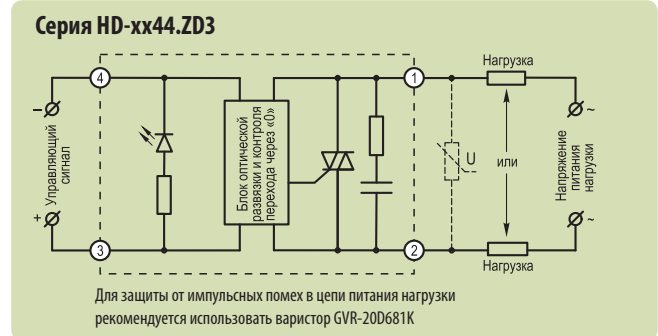 Серия HD-xx44.ZD3
Нагрузка
4
1
–
~
Управляющий
сигнал
Блок оптической
развязки и контроля
перехода через «0»
U
или
Напряжение
питания
нагрузки
+
~
3
2
Нагрузка
Для защиты от импульсных помех в цепи питания нагрузки
рекомендуется использовать варистор GVR-20D681K